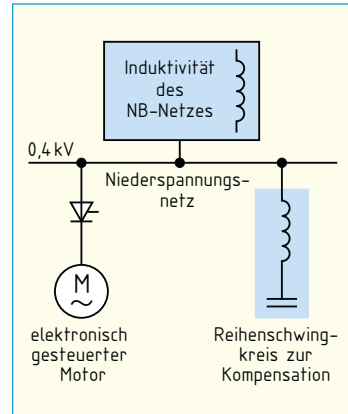 Induktivität
des
NB-Netzes
0,4 kV
Niederspannungs-
netz
M
~
elektronisch
gesteuerter
Motor
Reihenschwing-
kreis zur
Kompensation